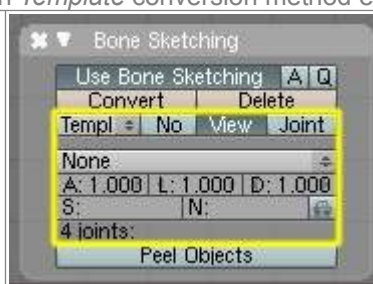 Template conversion method
Bone Sketching
Use Bone Sketching A Q
Convert Delete
Templ No View Joint
None
A: 1.000 L: 1.000 D: 1.000
S: N:
4 joints:
Peel Objects